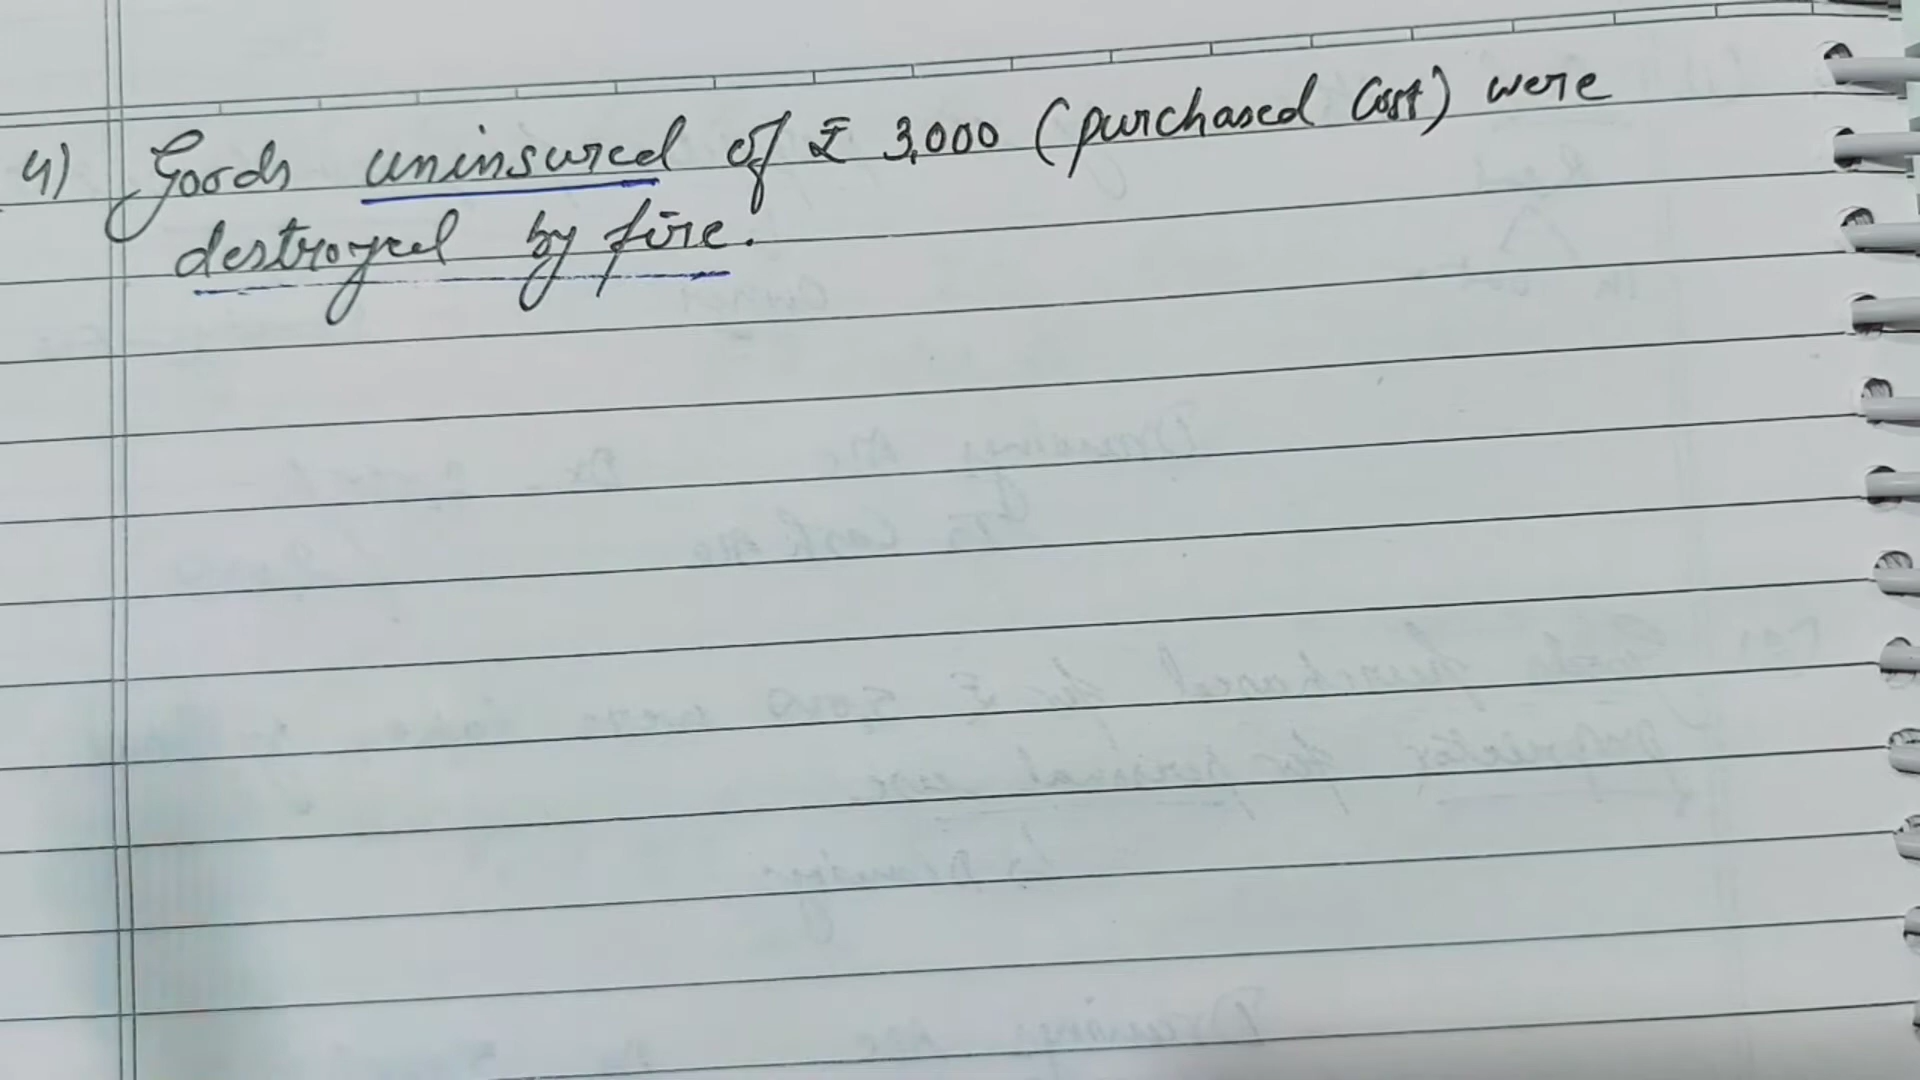 4) Goods uninsured of ₹ 3,000 (purchased Cost) were
destroyed by fire.